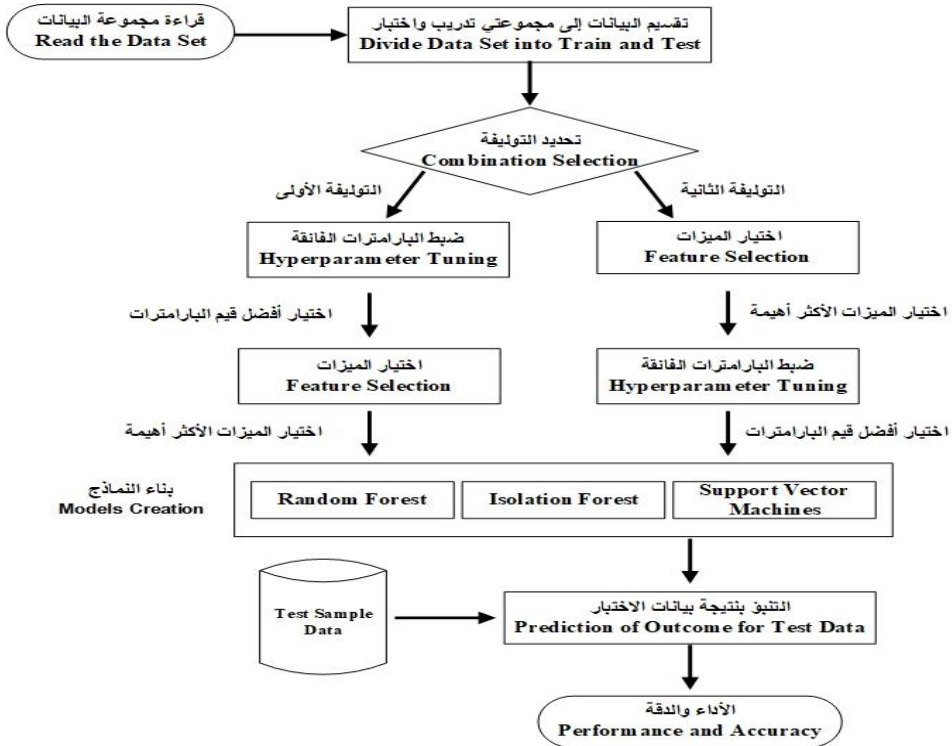 قراءة مجموعة البيانات
Read the Data Set
تقسيم البيانات إلى مجموعتي تدريب واختبار
Divide Data Set into Train and Test
تحديد التوليفة
Combination Selection
التوليفة الأولى
التوليفة الثانية
ضبط البارامترات الفائقة
Hyperparameter Tuning
اختيار الميزات
Feature Selection
اختيار أفضل قيم البارامترات
اختيار الميزات الأكثر أهيمة
اختيار الميزات
Feature Selection
ضبط البارامترات الفائقة
Hyperparameter Tuning
اختيار الميزات الأكثر أهيمة
اختيار أفضل قيم البارامترات
بناء النماذج
Models Creation
Random Forest
Isolation Forest
Support Vector
Machines
Test Sample
Data
التنبؤ بنتيجة بيانات الاختبار
Prediction of Outcome for Test Data
الأداء والدقة
Performance and Accuracy